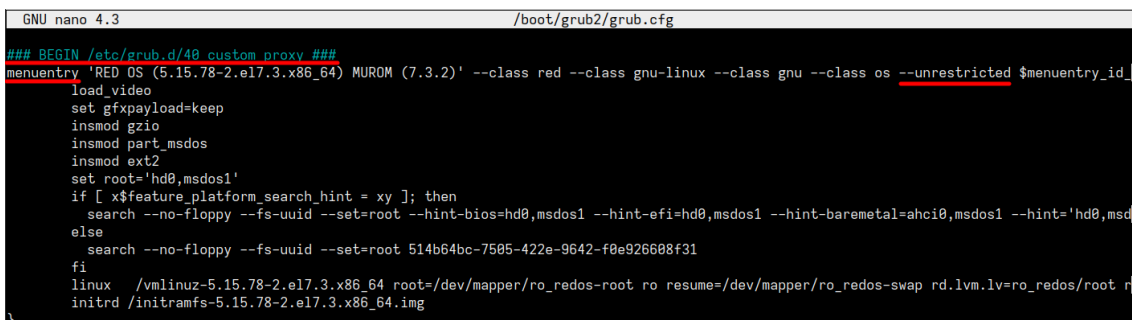 GNU nano 4.3 /boot/grub2/grub.cfg
### BEGIN /etc/grub.d/40_custom_proxy ###
menuentry 'RED OS (5.15.78-2.el7.3.x86_64) MUROM (7.3.2)' --class red --class gnu-linux --class gnu --class os --unrestricted $menuentry_id_
load_video
set gfxpayload=keep
insmod gzio
insmod part_msdos
insmod ext2
set root='hd0,msdos1'
if [ x$feature_platform_search_hint = xy ]; then
search --no-floppy --fs-uuid --set=root --hint-bios=hd0,msdos1 --hint-efi=hd0,msdos1 --hint-baremetal=ahci0,msdos1 --hint='hd0,msd
else
search --no-floppy --fs-uuid --set=root 514b64bc-7505-422e-9642-f0e926608f31
fi
linux /vmlinuz-5.15.78-2.el7.3.x86_64 root=/dev/mapper/ro_redos-root ro resume=/dev/mapper/ro_redos-swap rd.lvm.lv=ro_redos/root r
initrd /initramfs-5.15.78-2.el7.3.x86_64.img
}